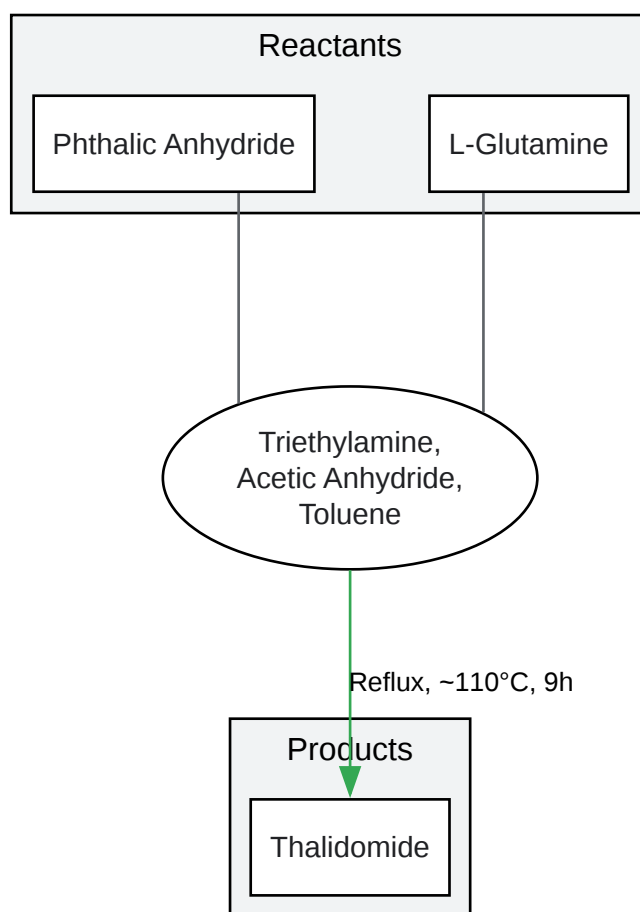 Reactants
Phthalic Anhydride
L-Glutamine
Triethylamine,
Acetic Anhydride,
Toluene
Reflux, ~110°C, 9h
Products
Thalidomide